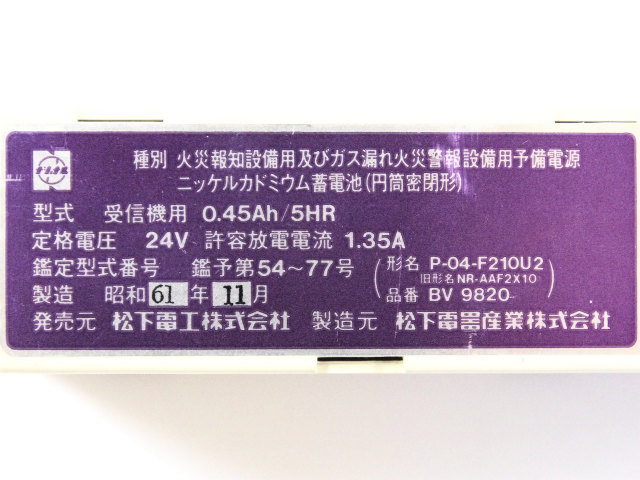 ナショナル
種別 火災報知設備用及びガス漏れ火災警報設備用予備電源
ニッケルカドミウム蓄電池(円筒密閉形)
型式 受信機用 0.45Ah/5HR
定格電圧 24V 許容放電電流 1.35A
鑑定型式番号 鑑予第54〜77号 (形名 P-04-F210U2
旧形名 NR-AAF2X10
製造 昭和61年11月 品番 BV 9820)
発売元 松下電工株式会社 製造元 松下電器産業株式会社